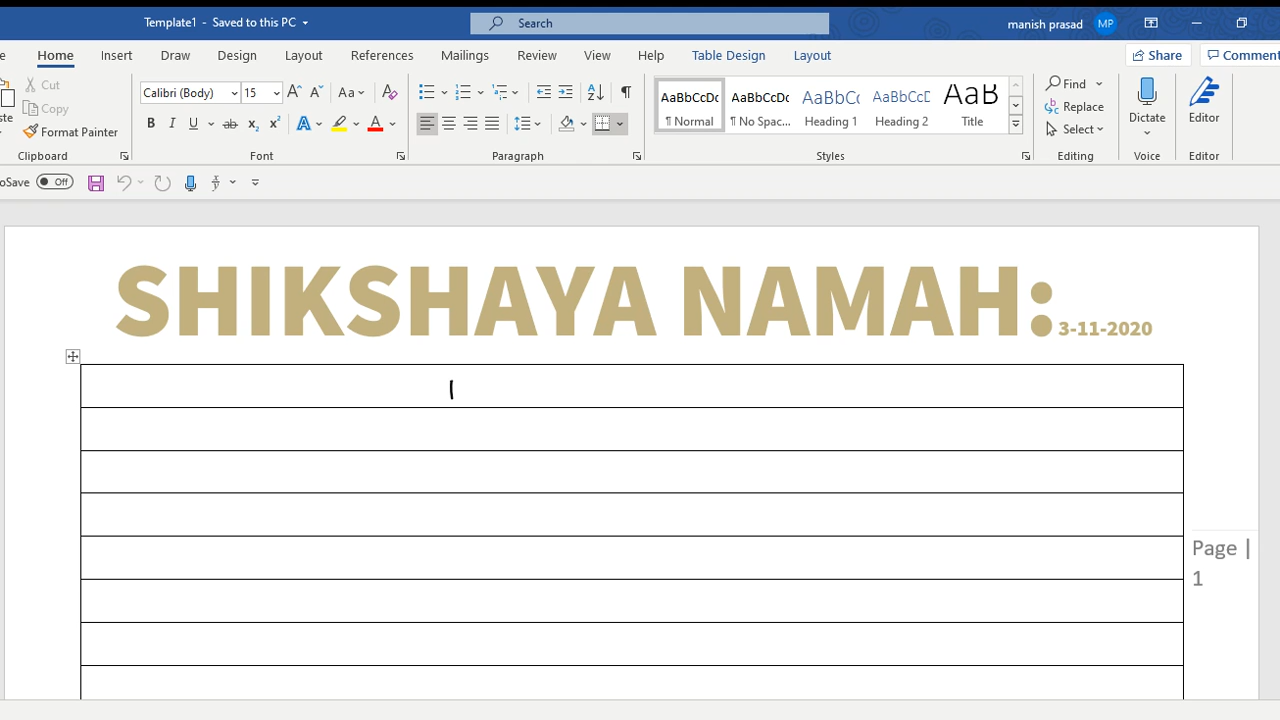 Template1 - Saved to this PC
Search
manish prasad MP
Home Insert Draw Design Layout References Mailings Review View Help Table Design Layout
Share Comment
Cut
Copy
Format Painter
Clipboard
Calibri (Body) 15
Font
Paragraph
AaBbCcDc ¶ Normal
AaBbCcDc ¶ No Spac...
AaBbCc Heading 1
AaBbCcD Heading 2
AaB Title
Styles
Find
Replace
Select
Editing
Dictate
Voice
Editor
Editor
Off
SHIKSHAYA NAMAH: 3-11-2020
Page |
1